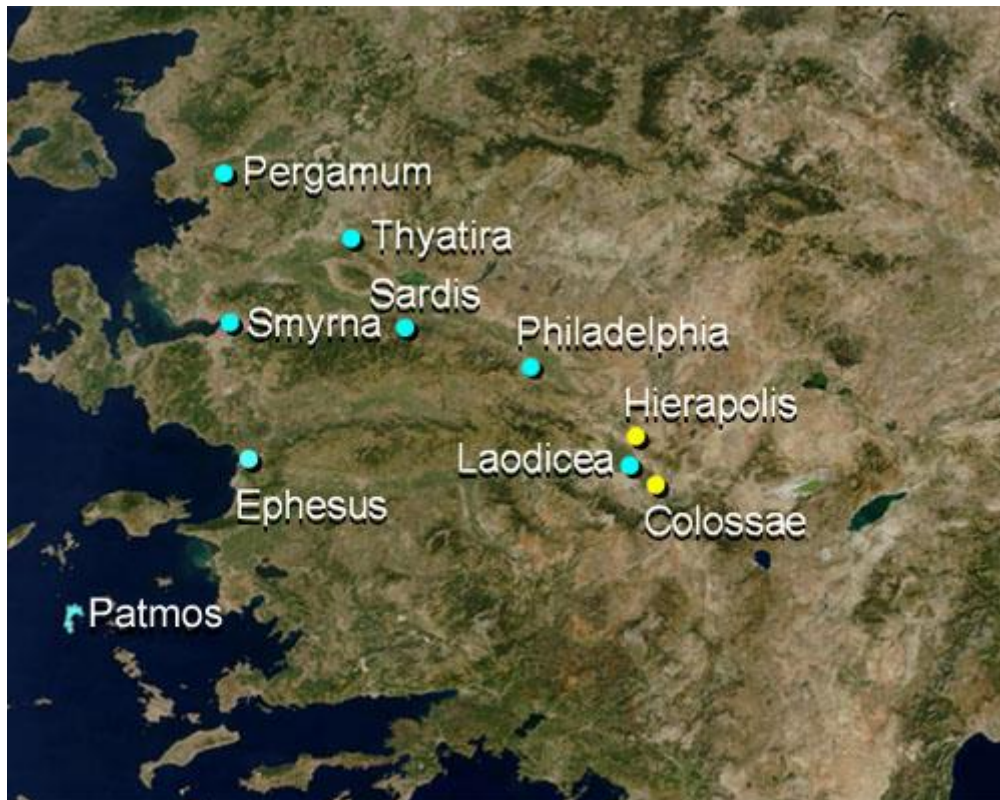 Pergamum
Thyatira
Sardis
Smyrna
Philadelphia
Hierapolis
Laodicea
Ephesus
Colossae
Patmos